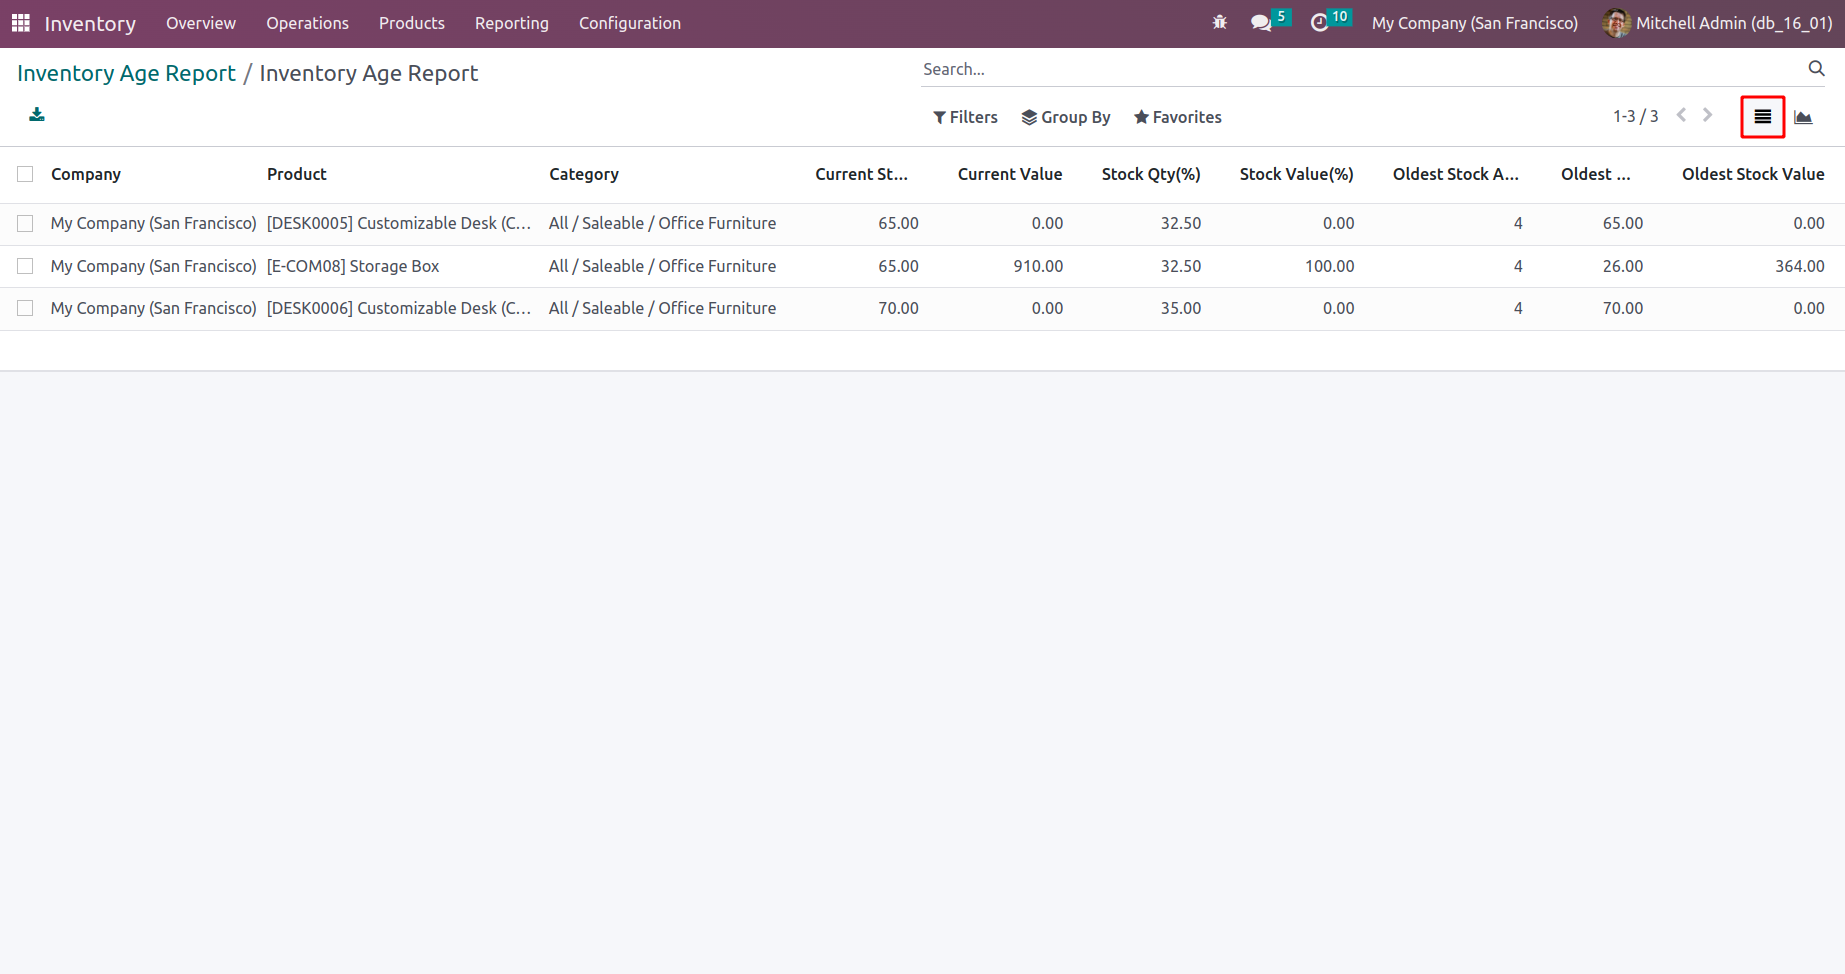 Inventory Overview Operations Products Reporting Configuration 5 10 My Company (San Francisco) Mitchell Admin (db_16_01)
Inventory Age Report / Inventory Age Report
Search...
Filters Group By Favorites 1-3 / 3
Company Product Category Current St... Current Value Stock Qty(%) Stock Value(%) Oldest Stock A... Oldest ... Oldest Stock Value
My Company (San Francisco) [DESK0005] Customizable Desk (C... All / Saleable / Office Furniture 65.00 0.00 32.50 0.00 4 65.00 0.00
My Company (San Francisco) [E-COM08] Storage Box All / Saleable / Office Furniture 65.00 910.00 32.50 100.00 4 26.00 364.00
My Company (San Francisco) [DESK0006] Customizable Desk (C... All / Saleable / Office Furniture 70.00 0.00 35.00 0.00 4 70.00 0.00